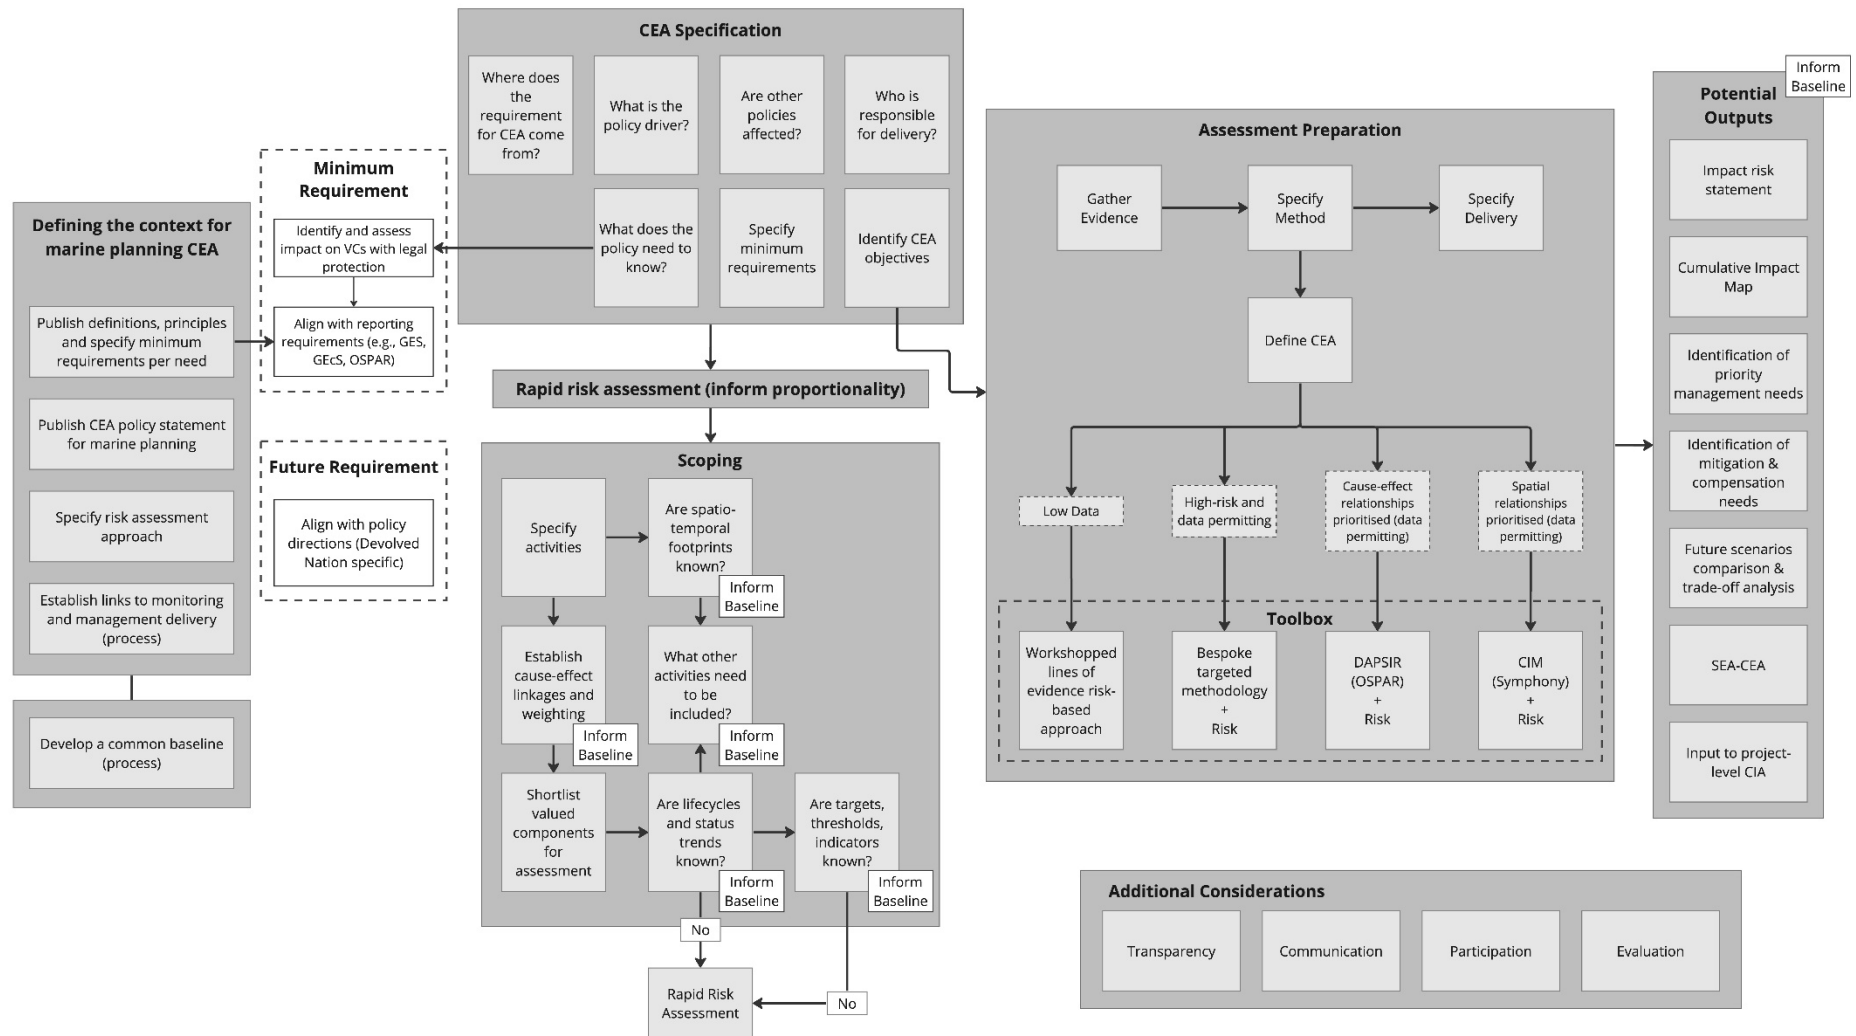 CEA Specification
Where does
the
requirement
for CEA come
from?
What is the
policy driver?
Are other
policies
affected?
Who is
responsible
for delivery?
What does the
policy need to
know?
Specify
minimum
requirements
Identify CEA
objectives
Minimum
Requirement
Identify and assess
impact on VCs with legal
protection
Align with reporting
requirements (e.g., GES,
GEcS, OSPAR)
Defining the context for
marine planning CEA
Publish definitions, principles
and specify minimum
requirements per need
Publish CEA policy statement
for marine planning
Specify risk assessment
approach
Establish links to monitoring
and management delivery
(process)
Develop a common baseline
(process)
Future Requirement
Align with policy
directions (Devolved
Nation specific)
Rapid risk assessment (inform proportionality)
Scoping
Specify
activities
Are spatio-
temporal
footprints
known?
Inform
Baseline
Establish
cause-effect
linkages and
weighting
Inform
Baseline
What other
activities need to
be included?
Inform
Baseline
Shortlist
valued
components
for
assessment
Are lifecycles
and status
trends
known?
Inform
Baseline
Are targets,
thresholds,
indicators
known?
Inform
Baseline
No
No
Rapid Risk
Assessment
Assessment Preparation
Gather
Evidence
Specify
Method
Specify
Delivery
Define CEA
Low Data
High-risk and
data permitting
Cause-effect
relationships
prioritised (data
permitting)
Spatial
relationships
prioritised (data
permitting)
Toolbox
Workshopped
lines of
evidence risk-
based
approach
Bespoke
targeted
methodology
+
Risk
DAPSIR
(OSPAR)
+
Risk
CIM
(Symphony)
+
Risk
Inform
Baseline
Potential
Outputs
Impact risk
statement
Cumulative Impact
Map
Identification of
priority
management needs
Identification of
mitigation &
compensation
needs
Future scenarios
comparison &
trade-off analysis
SEA-CEA
Input to project-
level CIA
Additional Considerations
Transparency
Communication
Participation
Evaluation